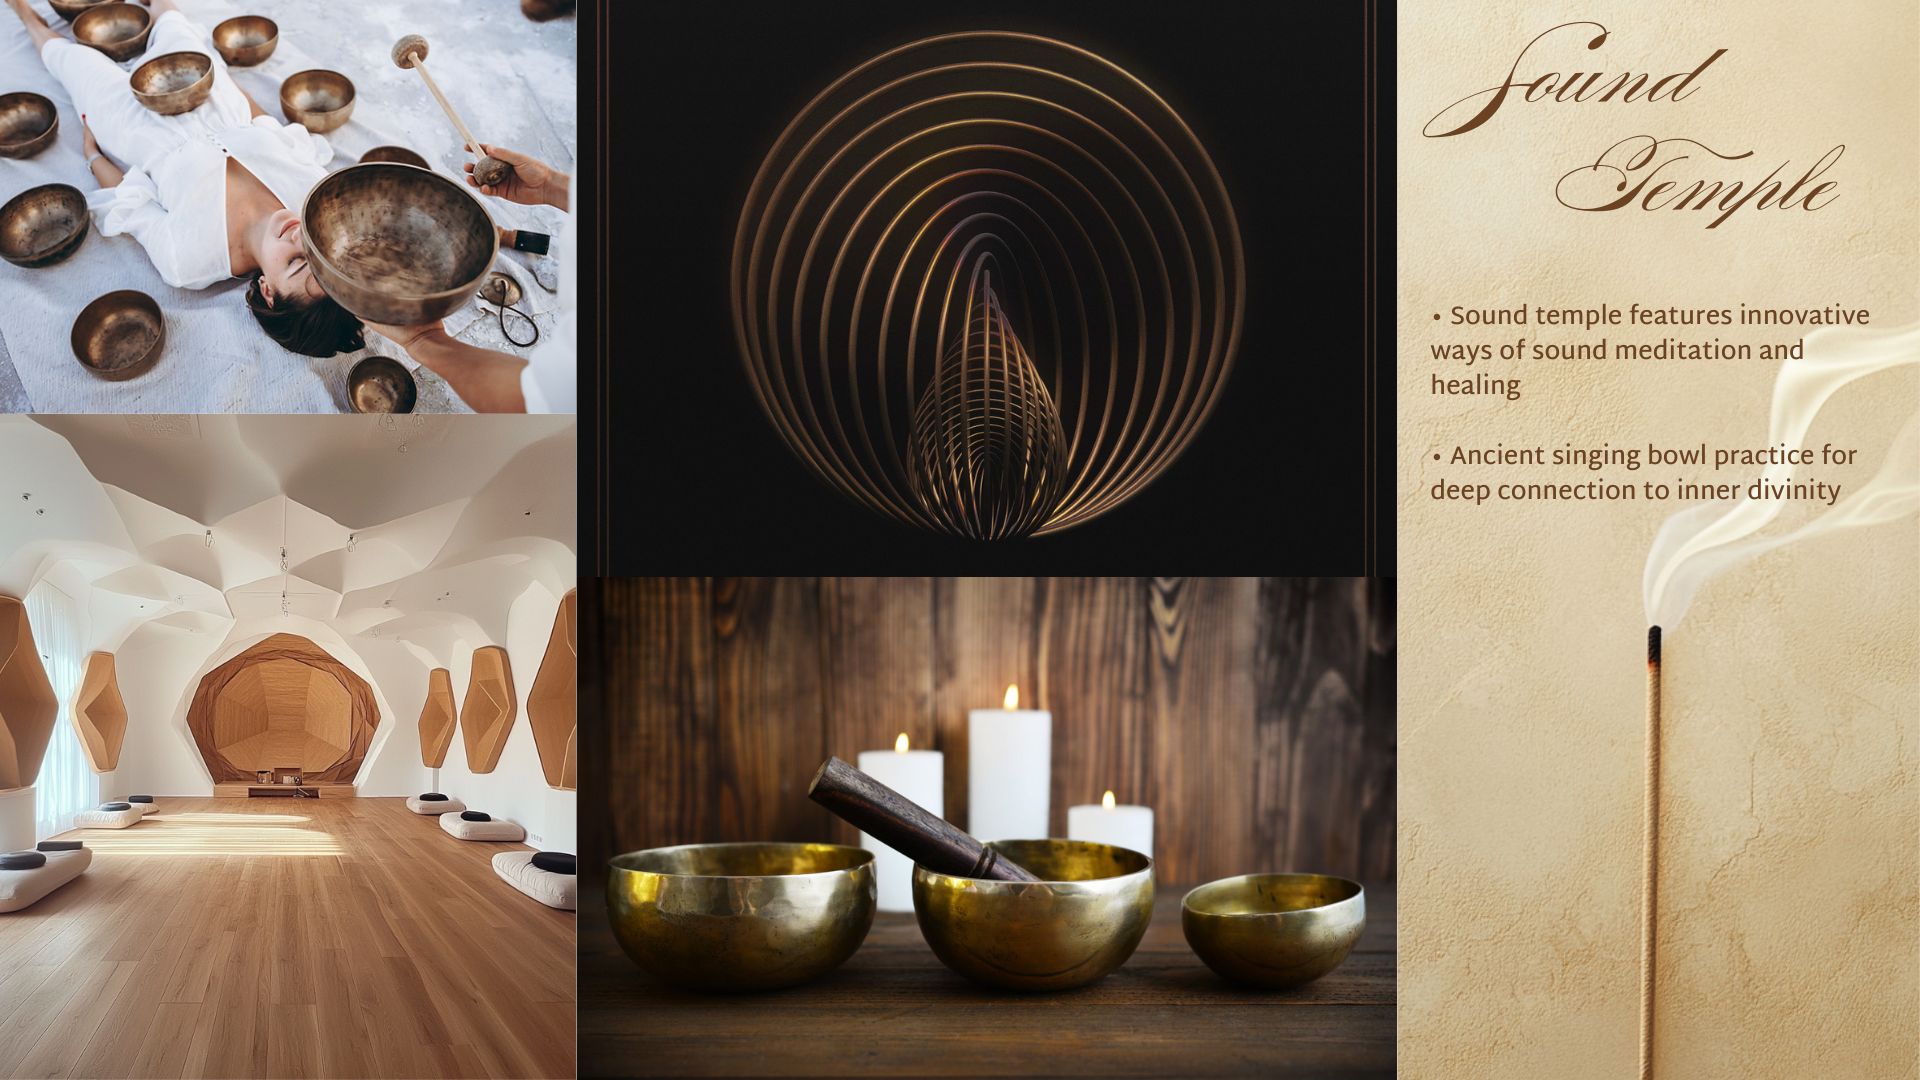 Sound
Temple
• Sound temple features innovative
ways of sound meditation and
healing
• Ancient singing bowl practice for
deep connection to inner divinity